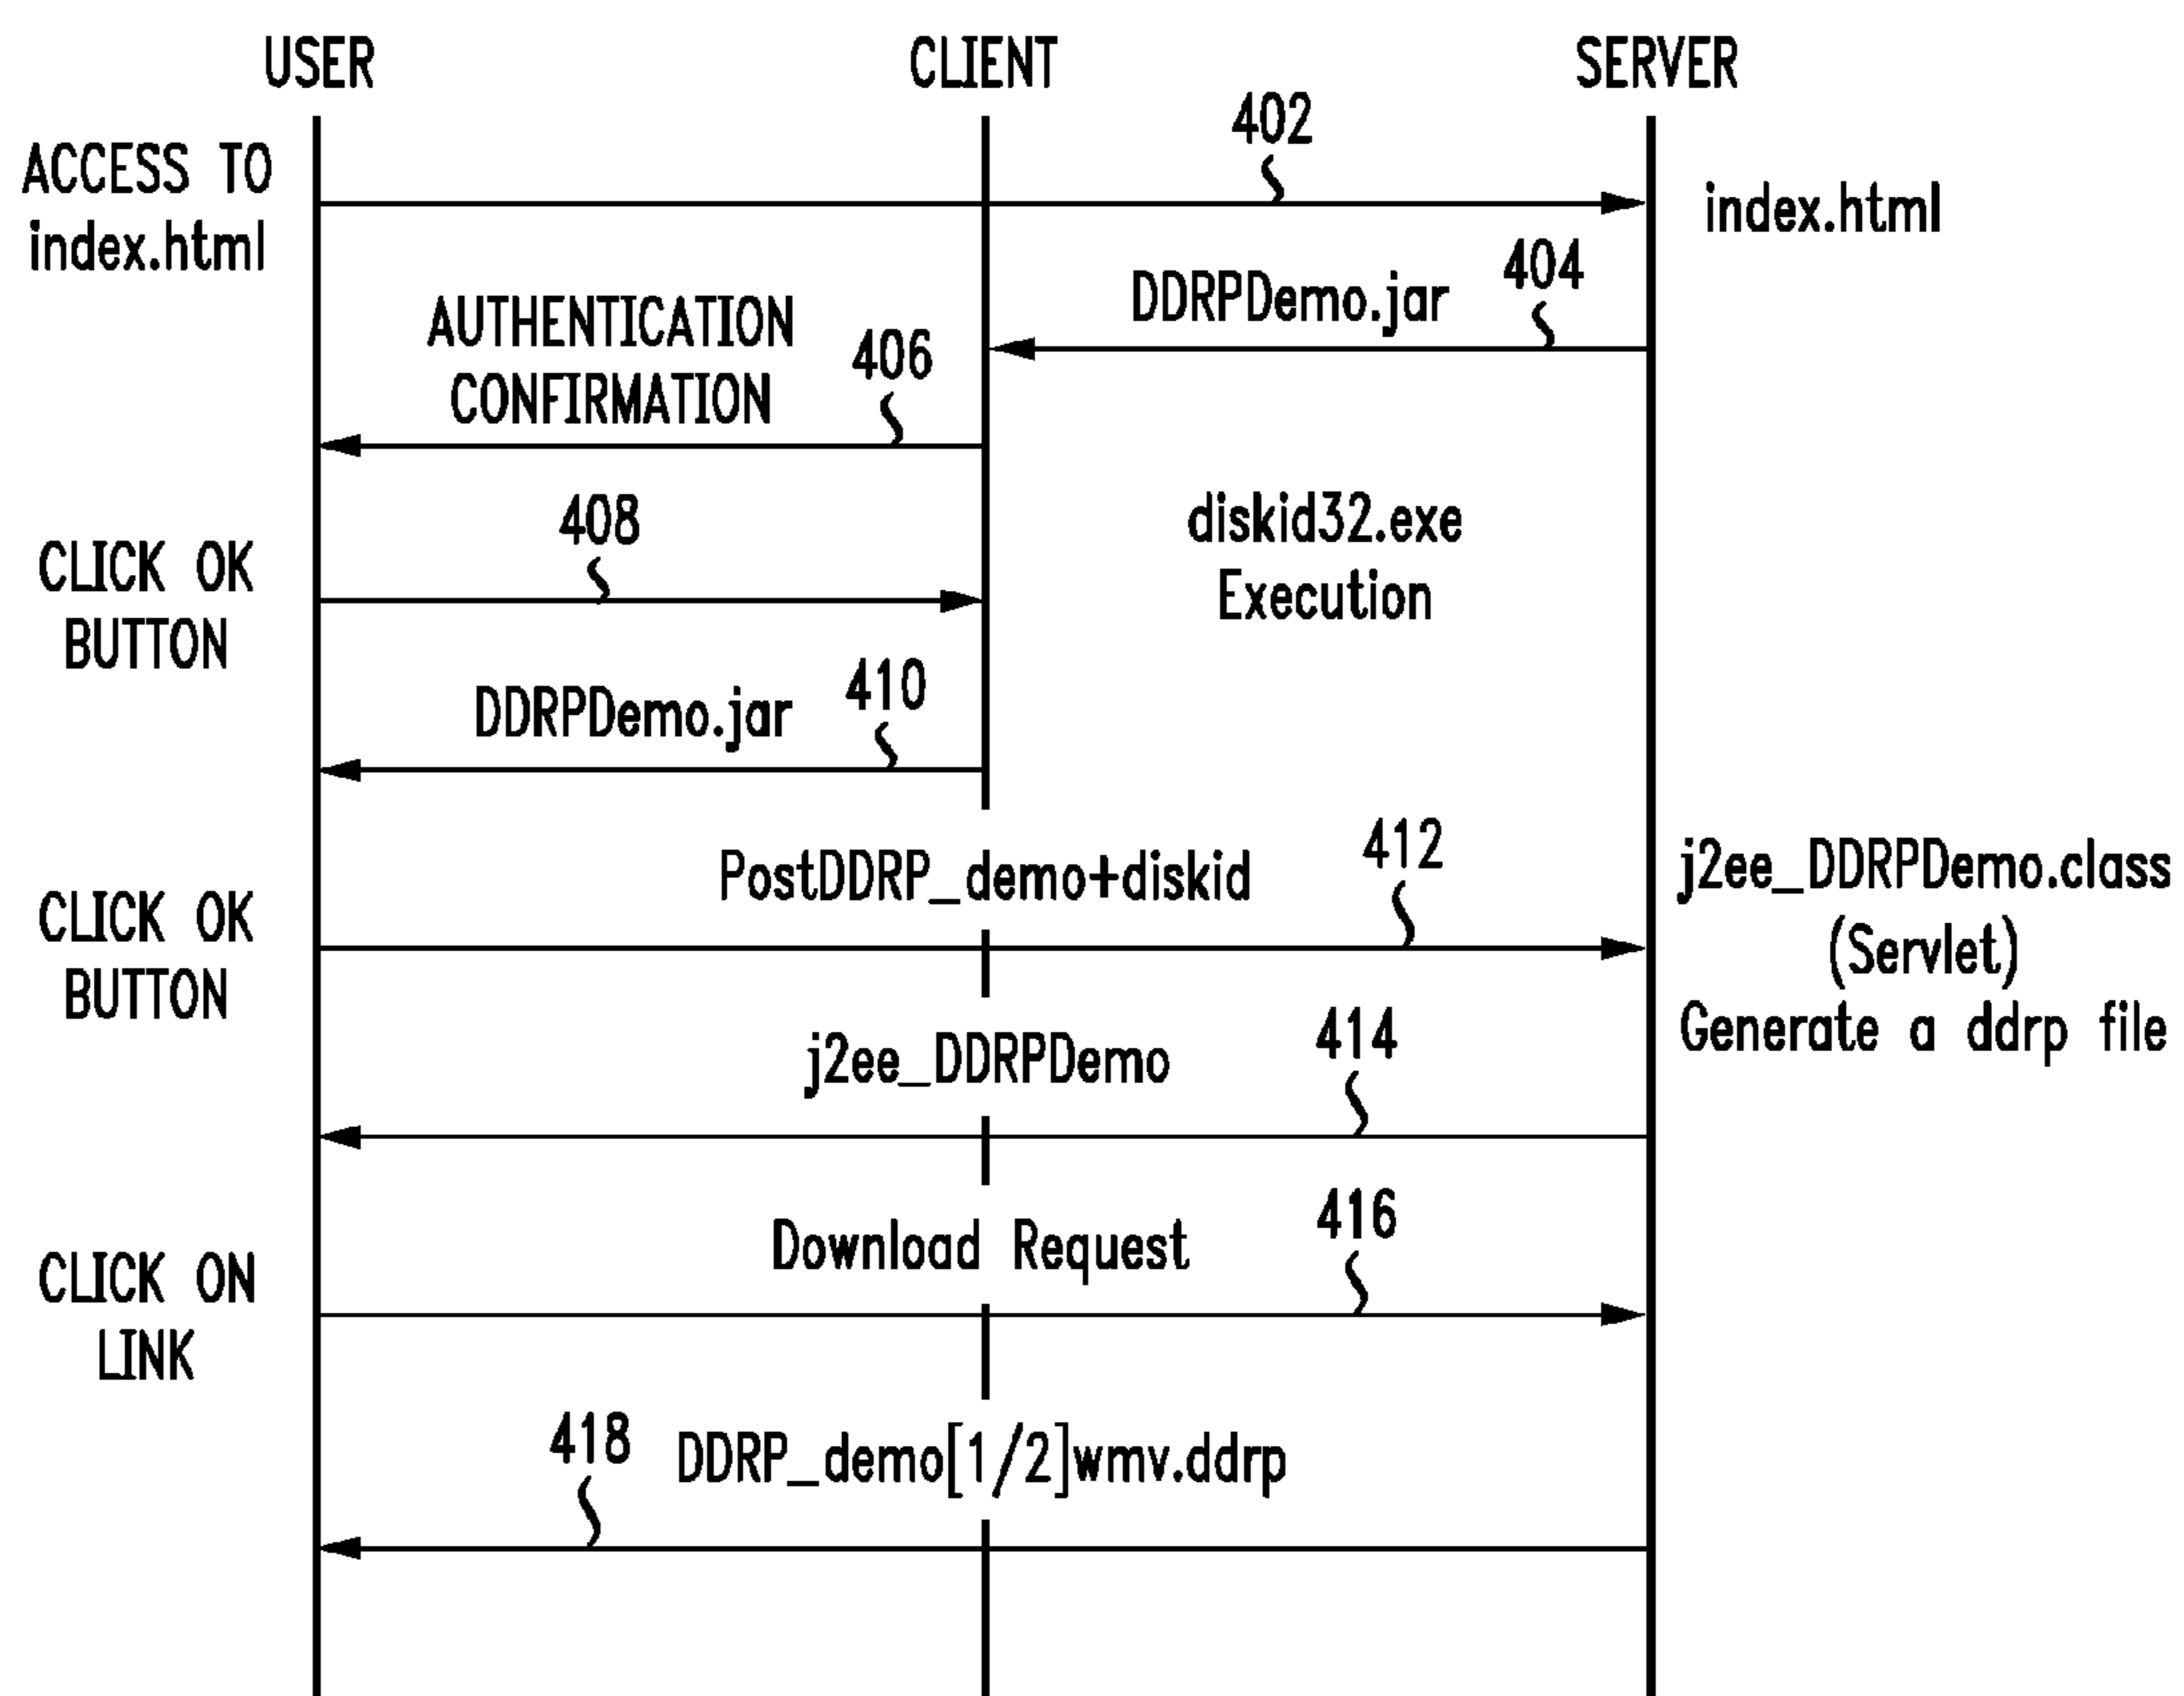 USER
CLIENT
SERVER
402
ACCESS TO
index.html
index.html
404
DDRPDemo.jar
AUTHENTICATION
CONFIRMATION
406
408
diskid32.exe
Execution
CLICK OK
BUTTON
410
DDRPDemo.jar
412
PostDDRP_demo+diskid
j2ee_DDRPDemo.class
(Servlet)
Generate a ddrp file
CLICK OK
BUTTON
414
j2ee_DDRPDemo
416
Download Request
CLICK ON
LINK
418
DDRP_demo[1/2]wmv.ddrp